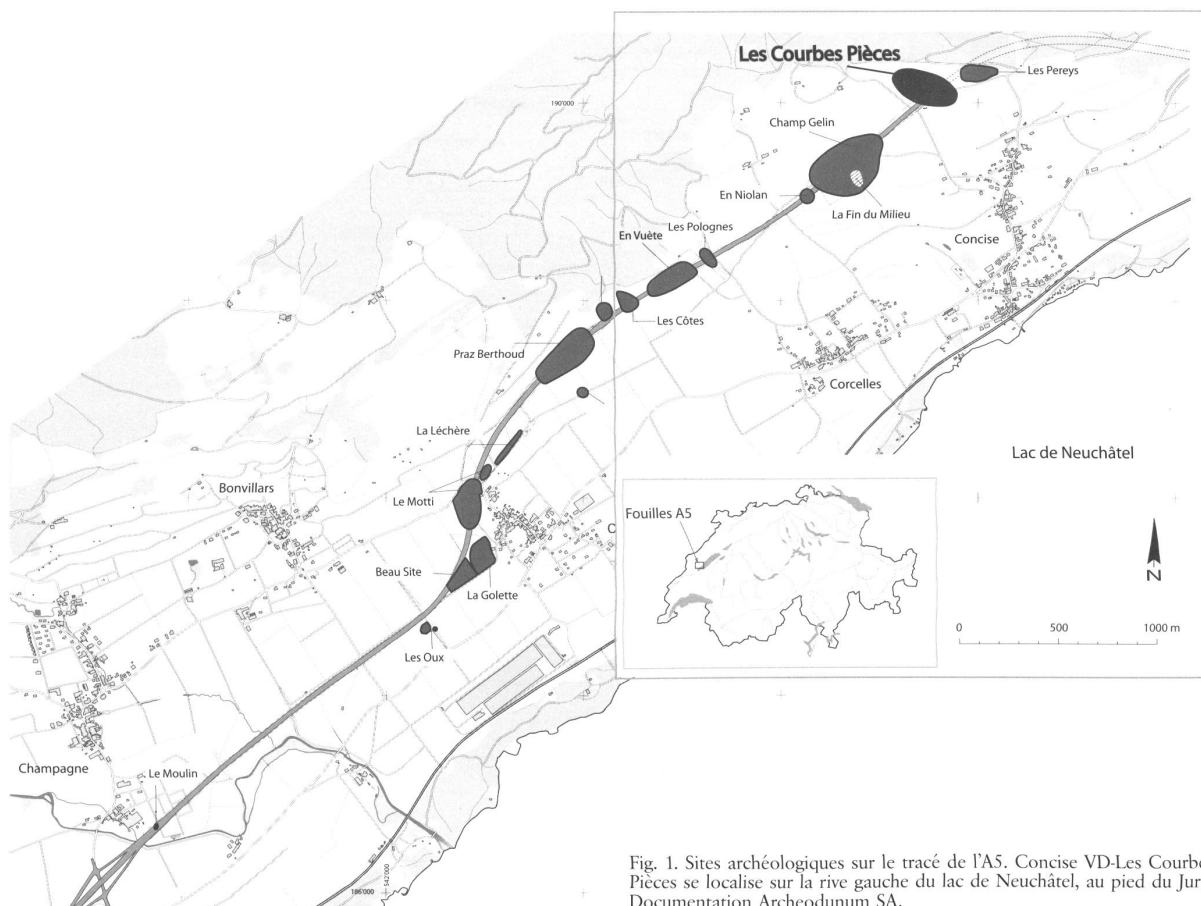 Les Courbes Pièces
Les Pereys
190'000
Champ Gelin
En Niolan
La Fin du Milieu
Les Polognes
En Vuète
Concise
Les Côtes
Praz Berthoud
Corcelles
La Léchère
Lac de Neuchâtel
Bonvillars
Le Motti
Fouilles A5
C
Beau Site
La Golette
N
0 500 1000 m
Les Oux
Champagne
Le Moulin
186'000
542'000
Fig. 1. Sites archéologiques sur le tracé de l'A5. Concise VD-Les Courbe
Pièces se localise sur la rive gauche du lac de Neuchâtel, au pied du Jur
Documentation Archeodunum SA.